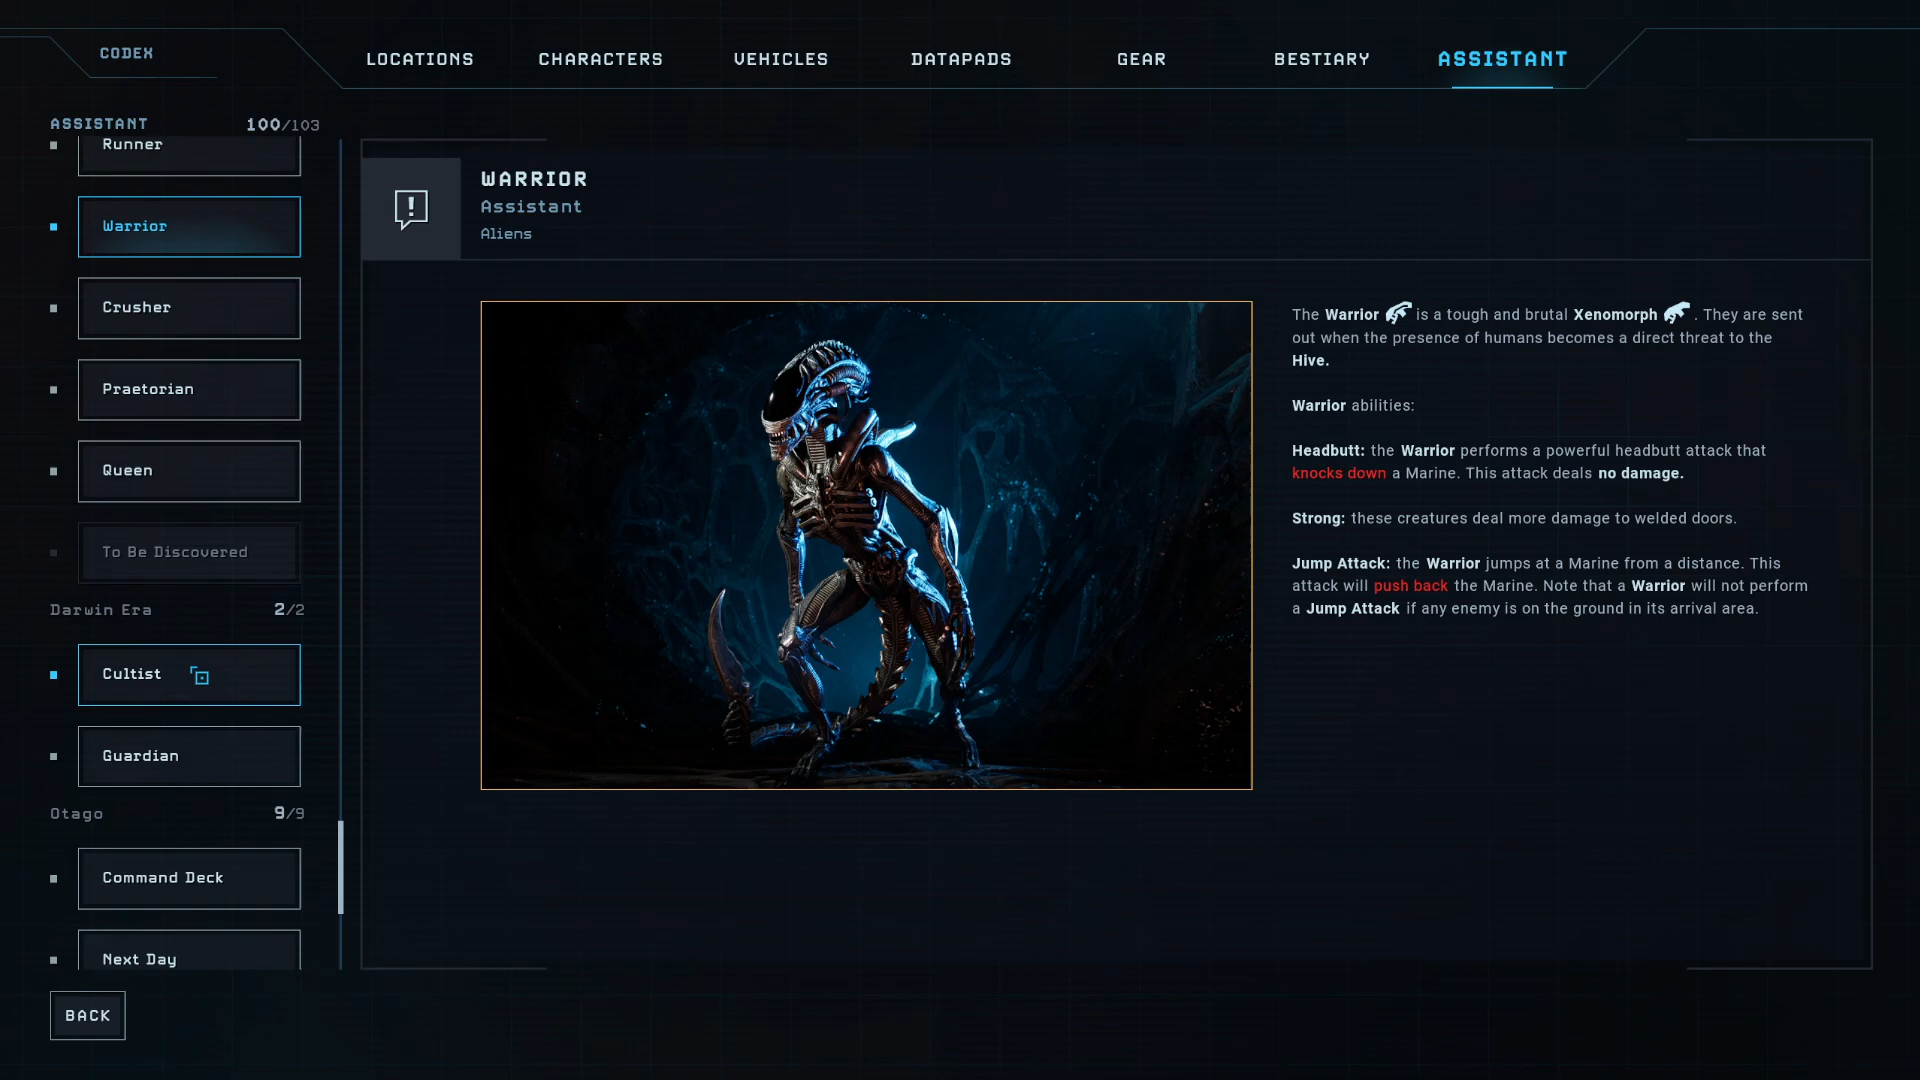 CODEX
LOCATIONS
CHARACTERS
VEHICLES
DATAPADS
GEAR
BESTIARY
ASSISTANT
ASSISTANT 100/103
Runner
Warrior
Crusher
Praetorian
Queen
To Be Discovered
Darwin Era 2/2
Cultist
Guardian
Otago 9/9
Command Deck
Next Day
BACK
WARRIOR
Assistant
Aliens
The Warrior is a tough and brutal Xenomorph . They are sent
out when the presence of humans becomes a direct threat to the
Hive.
Warrior abilities:
Headbutt: the Warrior performs a powerful headbutt attack that
knocks down a Marine. This attack deals no damage.
Strong: these creatures deal more damage to welded doors.
Jump Attack: the Warrior jumps at a Marine from a distance. This
attack will push back the Marine. Note that a Warrior will not perform
a Jump Attack if any enemy is on the ground in its arrival area.